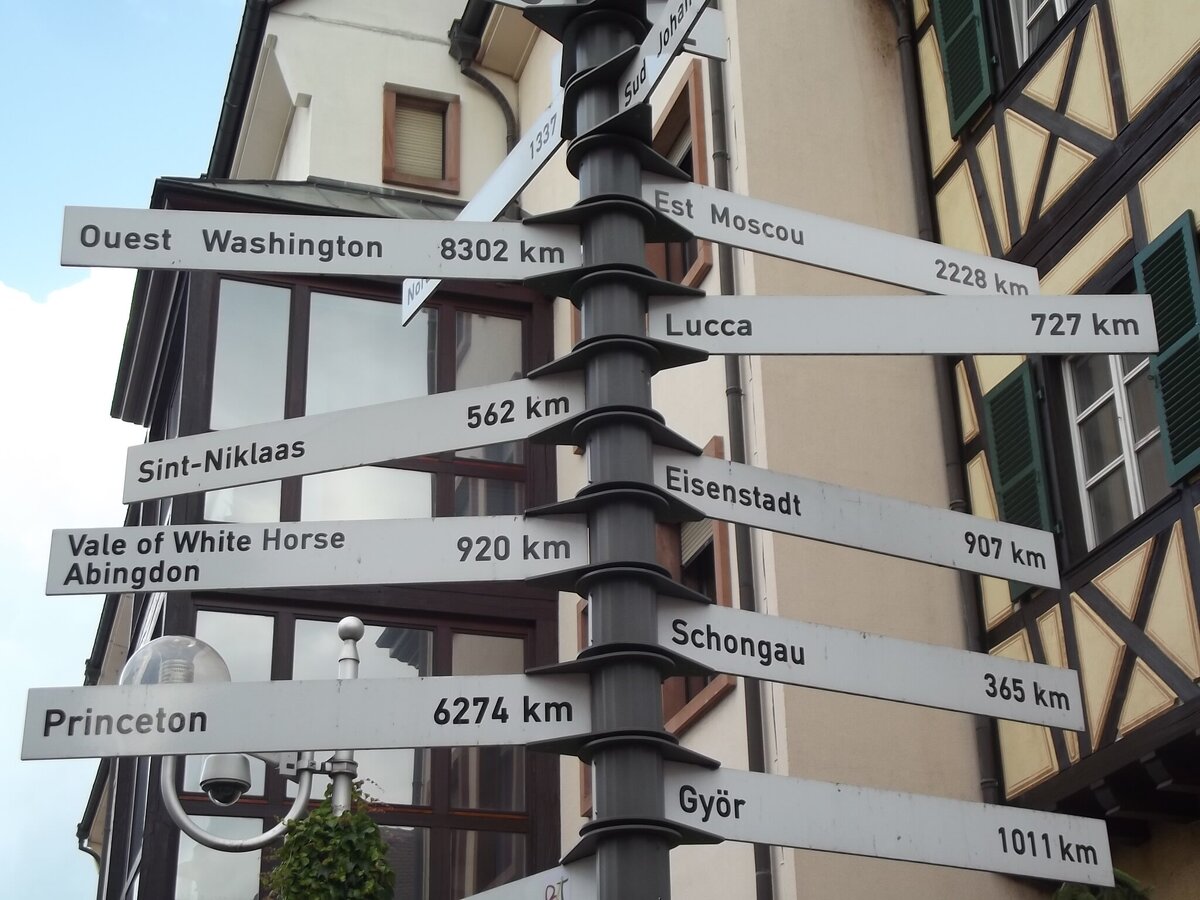 Sud Johan
1337
Nord
Ouest Washington 8302 km
Est Moscou 2228 km
Lucca 727 km
562 km
Sint-Niklaas
Eisenstadt 907 km
Vale of White Horse
Abingdon 920 km
Schongau 365 km
Princeton 6274 km
Györ 1011 km